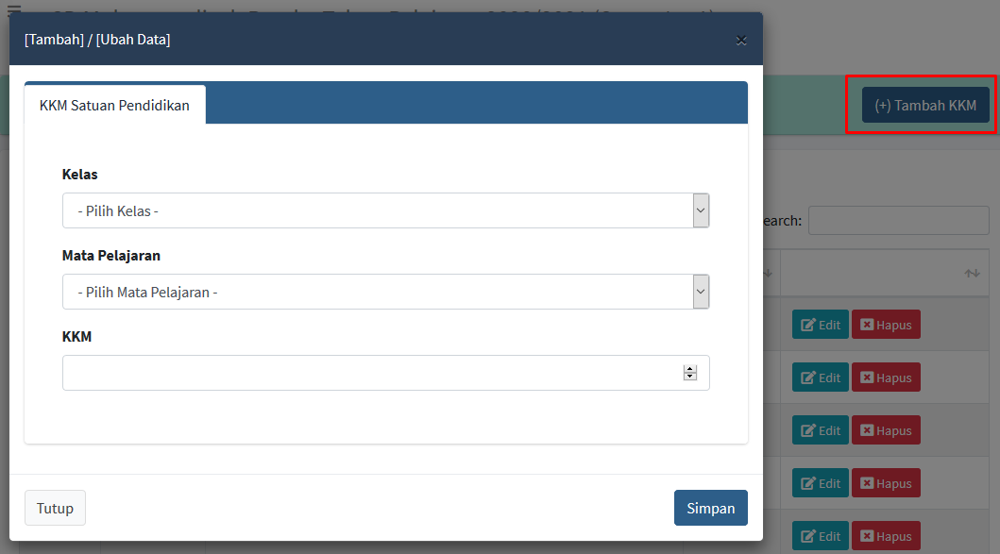 [Tambah] / [Ubah Data]
×
(+) Tambah KKM
KKM Satuan Pendidikan
Kelas
- Pilih Kelas -
earch:
Mata Pelajaran
- Pilih Mata Pelajaran -
KKM
Edit Hapus
Edit Hapus
Edit Hapus
Edit Hapus
Edit Hapus
Tutup
Simpan